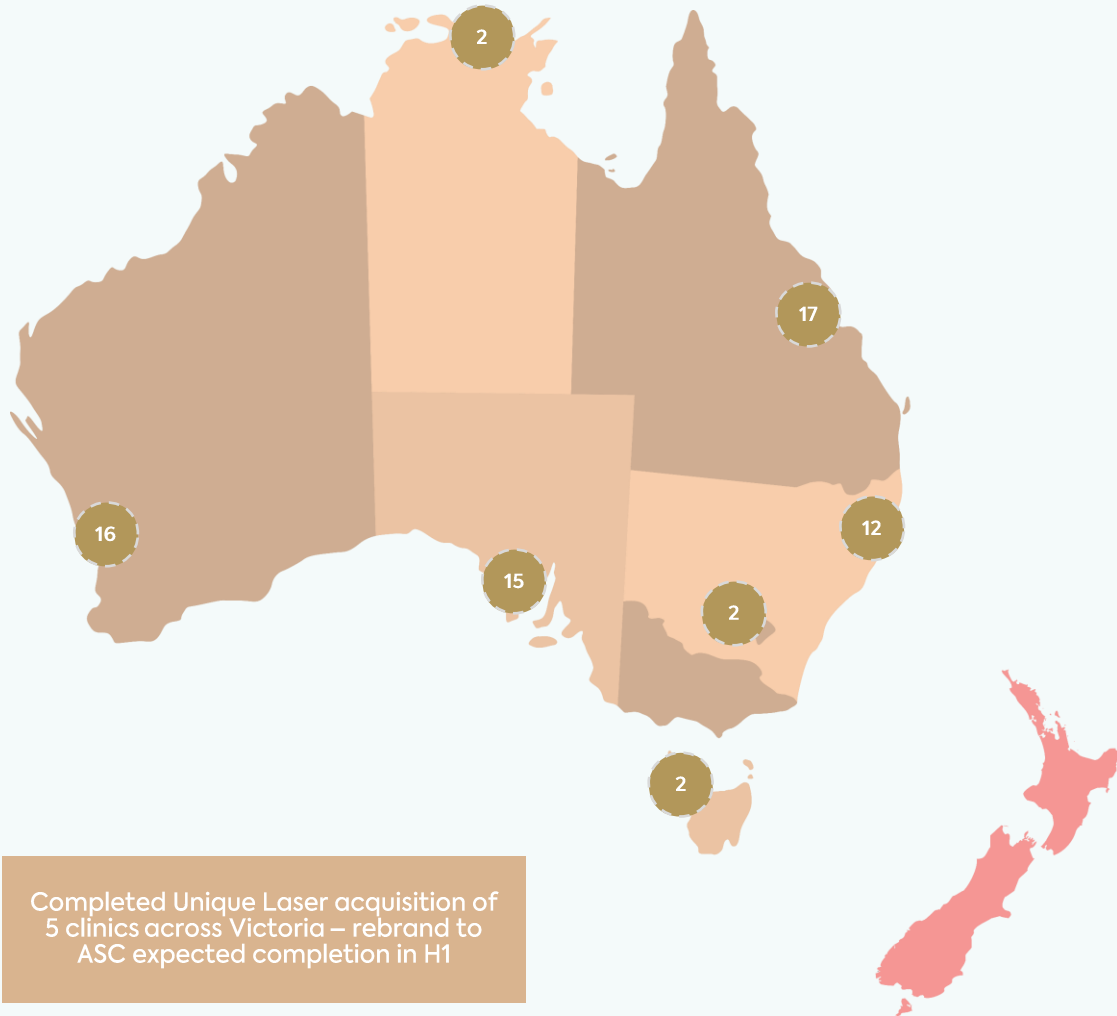 2
17
16
12
15
2
2
Completed Unique Laser acquisition of
5 clinics across Victoria – rebrand to
ASC expected completion in H1